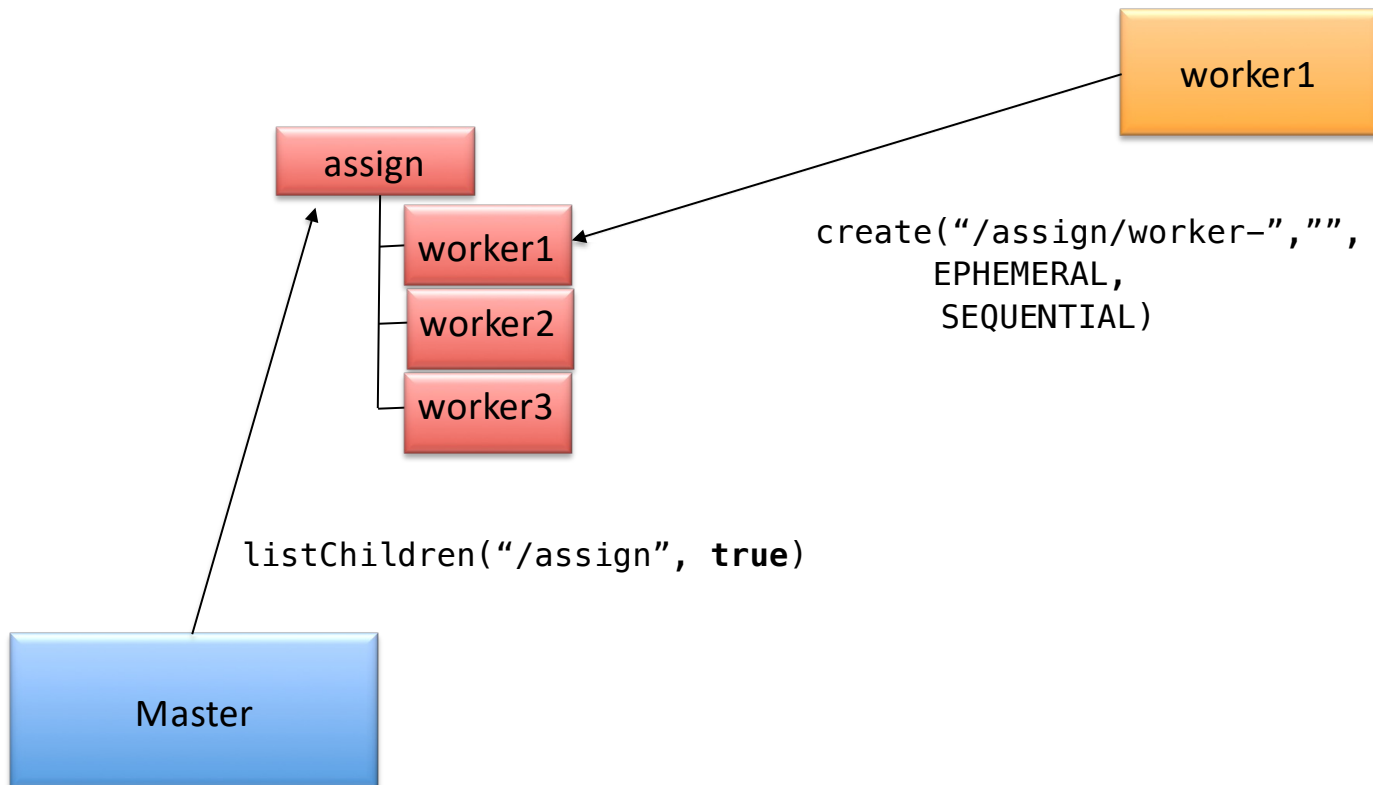 worker1
assign
worker1
create(“/assign/worker–”,””,
EPHEMERAL,
SEQUENTIAL)
worker2
worker3
listChildren(“/assign”, true)
Master